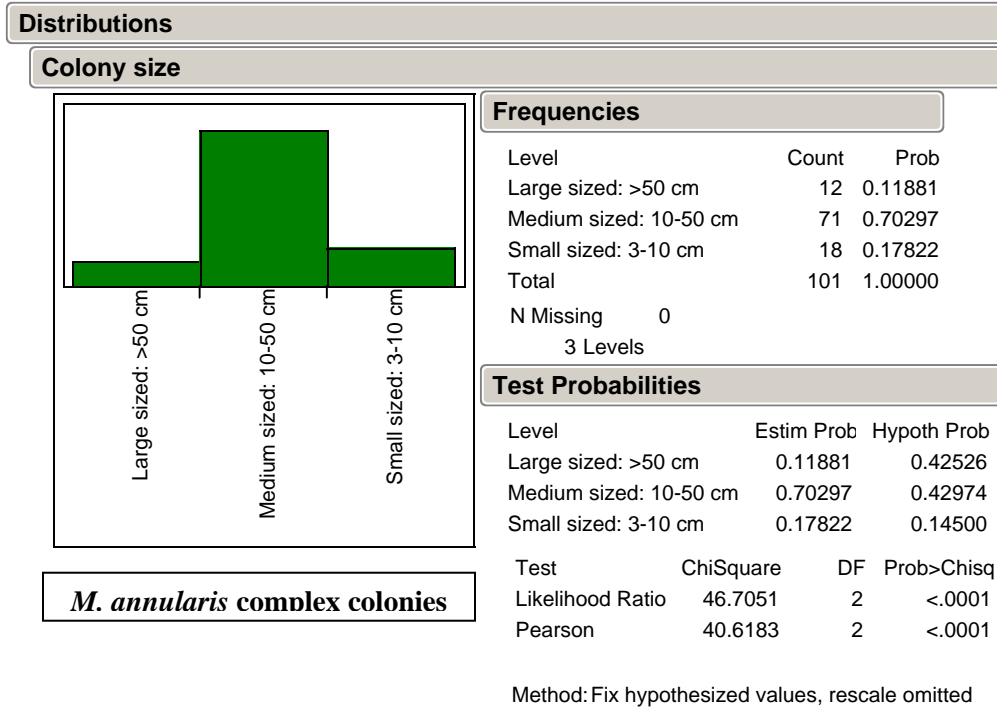 Distributions
Colony size
Large sized: >50 cm
Medium sized: 10-50 cm
Small sized: 3-10 cm
M. annularis complex colonies
Frequencies
Level Count Prob
Large sized: >50 cm 12 0.11881
Medium sized: 10-50 cm 71 0.70297
Small sized: 3-10 cm 18 0.17822
Total 101 1.00000
N Missing 0
3 Levels
Test Probabilities
Level Estim Prob Hypoth Prob
Large sized: >50 cm 0.11881 0.42526
Medium sized: 10-50 cm 0.70297 0.42974
Small sized: 3-10 cm 0.17822 0.14500
Test ChiSquare DF Prob>Chisq
Likelihood Ratio 46.7051 2 <.0001
Pearson 40.6183 2 <.0001
Method: Fix hypothesized values, rescale omitted